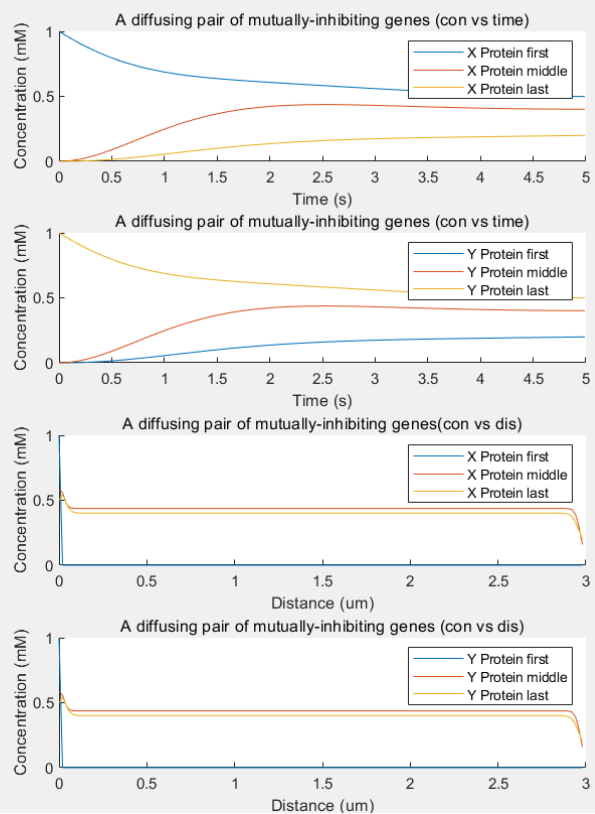 A diffusing pair of mutually-inhibiting genes (con vs time)
Concentration (mM)
1
0.5
0
X Protein first
X Protein middle
X Protein last
0 0.5 1 1.5 2 2.5 3 3.5 4 4.5 5
Time (s)
A diffusing pair of mutually-inhibiting genes (con vs time)
Concentration (mM)
1
0.5
0
Y Protein first
Y Protein middle
Y Protein last
0 0.5 1 1.5 2 2.5 3 3.5 4 4.5 5
Time (s)
A diffusing pair of mutually-inhibiting genes(con vs dis)
Concentration (mM)
1
0.5
0
X Protein first
X Protein middle
X Protein last
0 0.5 1 1.5 2 2.5 3
Distance (um)
A diffusing pair of mutually-inhibiting genes (con vs dis)
Concentration (mM)
1
0.5
0
Y Protein first
Y Protein middle
Y Protein last
0 0.5 1 1.5 2 2.5 3
Distance (um)